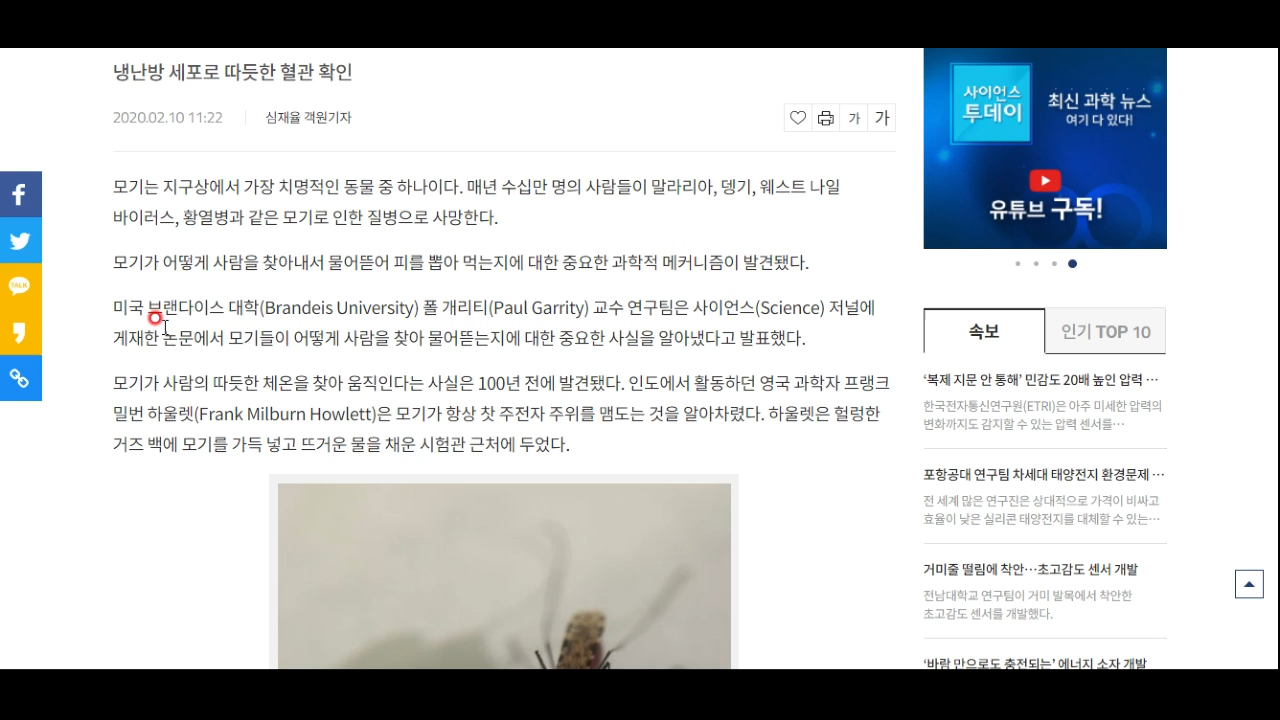 냉난방 세포로 따듯한 혈관 확인
2020.02.10 11:22
심재율 객원기자
가 가
모기는 지구상에서 가장 치명적인 동물 중 하나이다. 매년 수십만 명의 사람들이 말라리아, 뎅기, 웨스트 나일
바이러스, 황열병과 같은 모기로 인한 질병으로 사망한다.
모기가 어떻게 사람을 찾아내서 물어뜯어 피를 뽑아 먹는지에 대한 중요한 과학적 메커니즘이 발견됐다.
미국 브랜다이스 대학(Brandeis University) 폴 개리티(Paul Garrity) 교수 연구팀은 사이언스(Science) 저널에
게재한 논문에서 모기들이 어떻게 사람을 찾아 물어뜯는지에 대한 중요한 사실을 알아냈다고 발표했다.
모기가 사람의 따듯한 체온을 찾아 움직인다는 사실은 100년 전에 발견됐다. 인도에서 활동하던 영국 과학자 프랭크
밀번 하울렛(Frank Milburn Howlett)은 모기가 항상 찻 주전자 주위를 맴도는 것을 알아차렸다. 하울렛은 헐렁한
거즈 백에 모기를 가득 넣고 뜨거운 물을 채운 시험관 근처에 두었다.
TALK
사이언스
투데이
최신 과학 뉴스
여기 다 있다!
유튜브 구독!
속보
인기 TOP 10
‘복제 지문 안 통해’ 민감도 20배 높인 압력 …
한국전자통신연구원(ETRI)은 아주 미세한 압력의
변화까지도 감지할 수 있는 압력 센서를…
포항공대 연구팀 차세대 태양전지 환경문제 …
전 세계 많은 연구진은 상대적으로 가격이 비싸고
효율이 낮은 실리콘 태양전지를 대체할 수 있는…
거미줄 떨림에 착안…초고감도 센서 개발
전남대학교 연구팀이 거미 발목에서 착안한
초고감도 센서를 개발했다.
‘바람 만으로도 충전되는’ 에너지 소자 개발